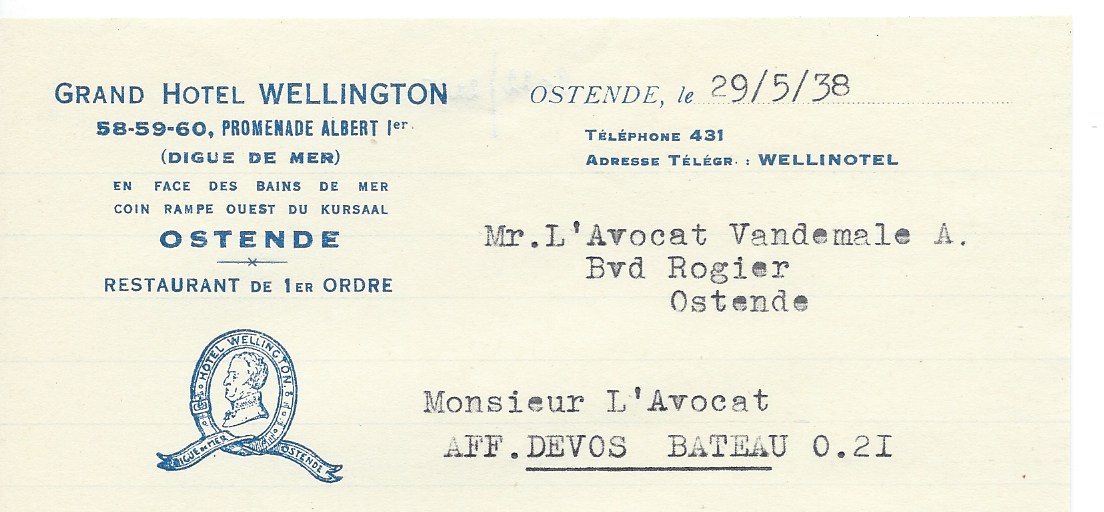 GRAND HOTEL WELLINGTON
58-59-60, PROMENADE ALBERT Ier.
(DIGUE DE MER)
EN FACE DES BAINS DE MER
COIN RAMPE OUEST DU KURSAAL
OSTENDE
RESTAURANT DE 1ER ORDRE
HOTEL WELLINGTON
DIGUE DE MER
OSTENDE
OSTENDE, le 29/5/38
TÉLÉPHONE 431
ADRESSE TÉLÉGR. : WELLINOTEL
Mr.L'Avocat Vandemale A.
Bvd Rogier
Ostende
Monsieur L'Avocat
AFF.DEVOS BATEAU O.2I